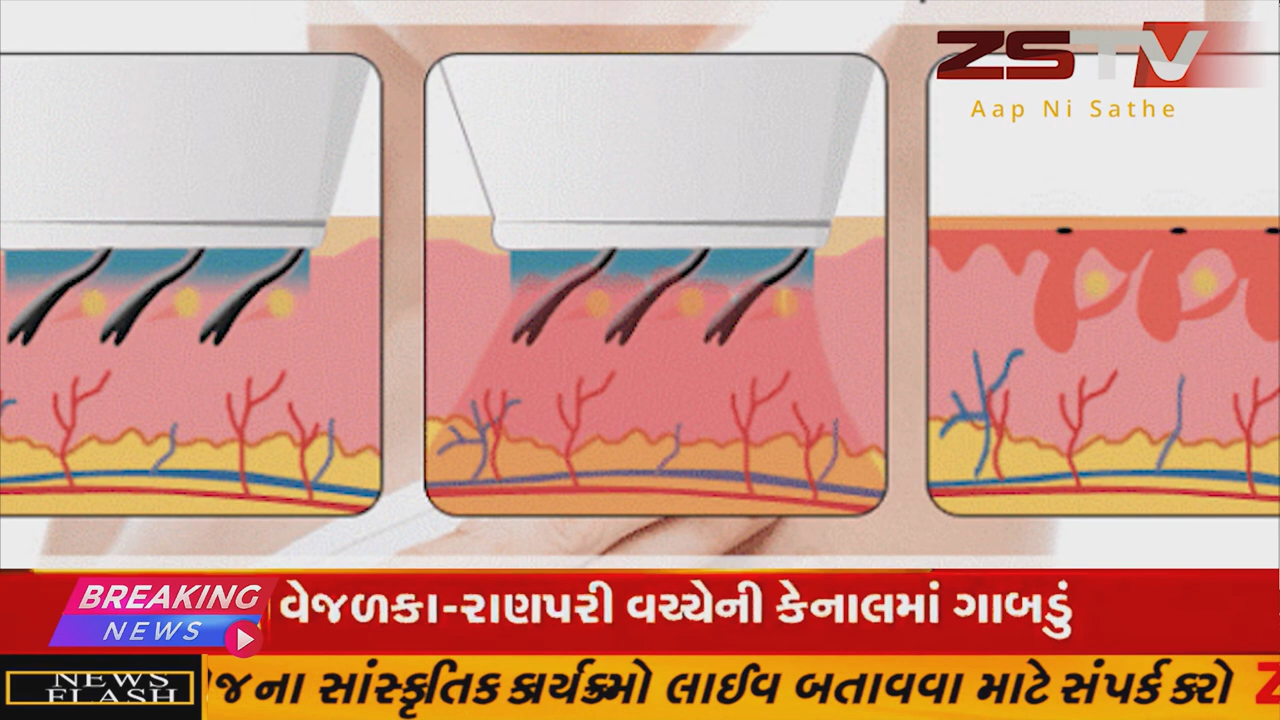 ZSTV
Aap Ni Sathe
BREAKING
NEWS
વેજળકા-રાણપરી વચ્ચેની કેનાલમાં ગાબડું
NEWS
FLASH
જના સાંસ્કૃતિક કાર્યક્રમો લાઈવ બતાવવા માટે સંપર્ક કરો Z